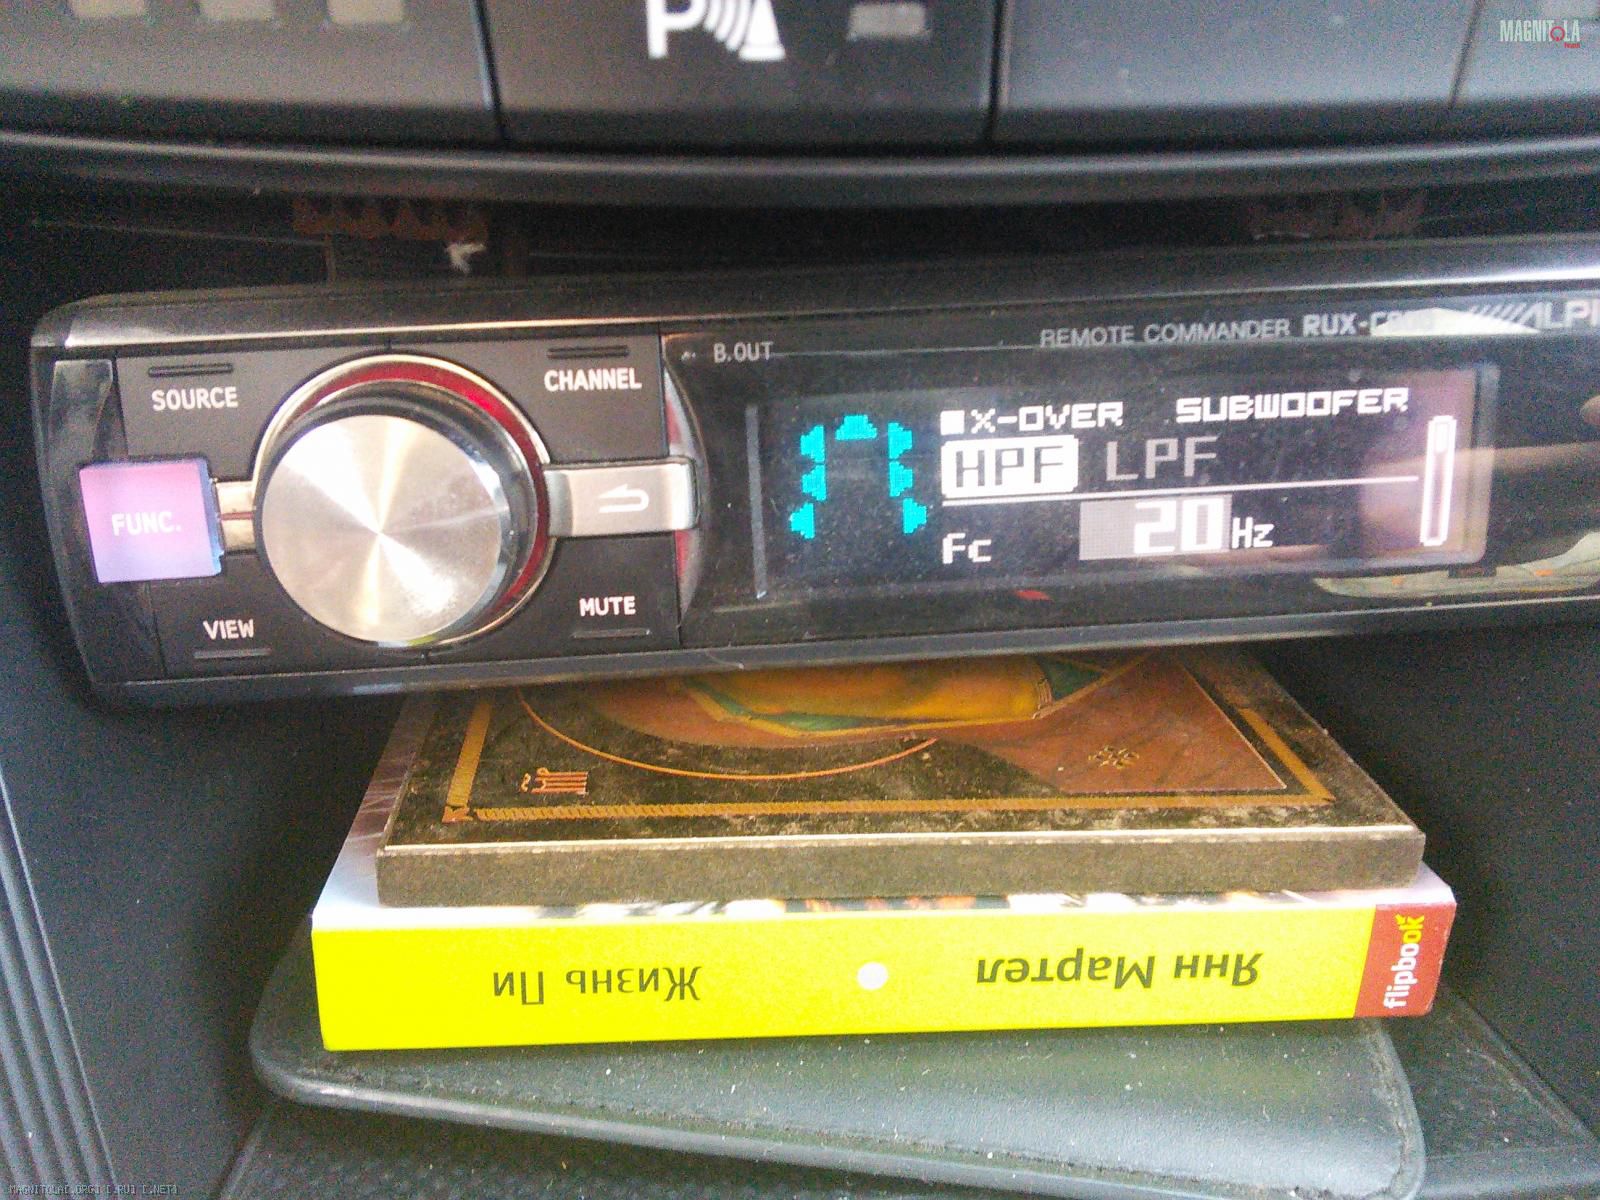 MAGNITOLA
P
REMOTE COMMANDER
B.OUT
SOURCE
CHANNEL
X-OVER SUBWOOFER
HPF LPF
FUNC.
Fc 20 Hz
VIEW
MUTE
Янн Мартел
Жизнь Пи
flipbook